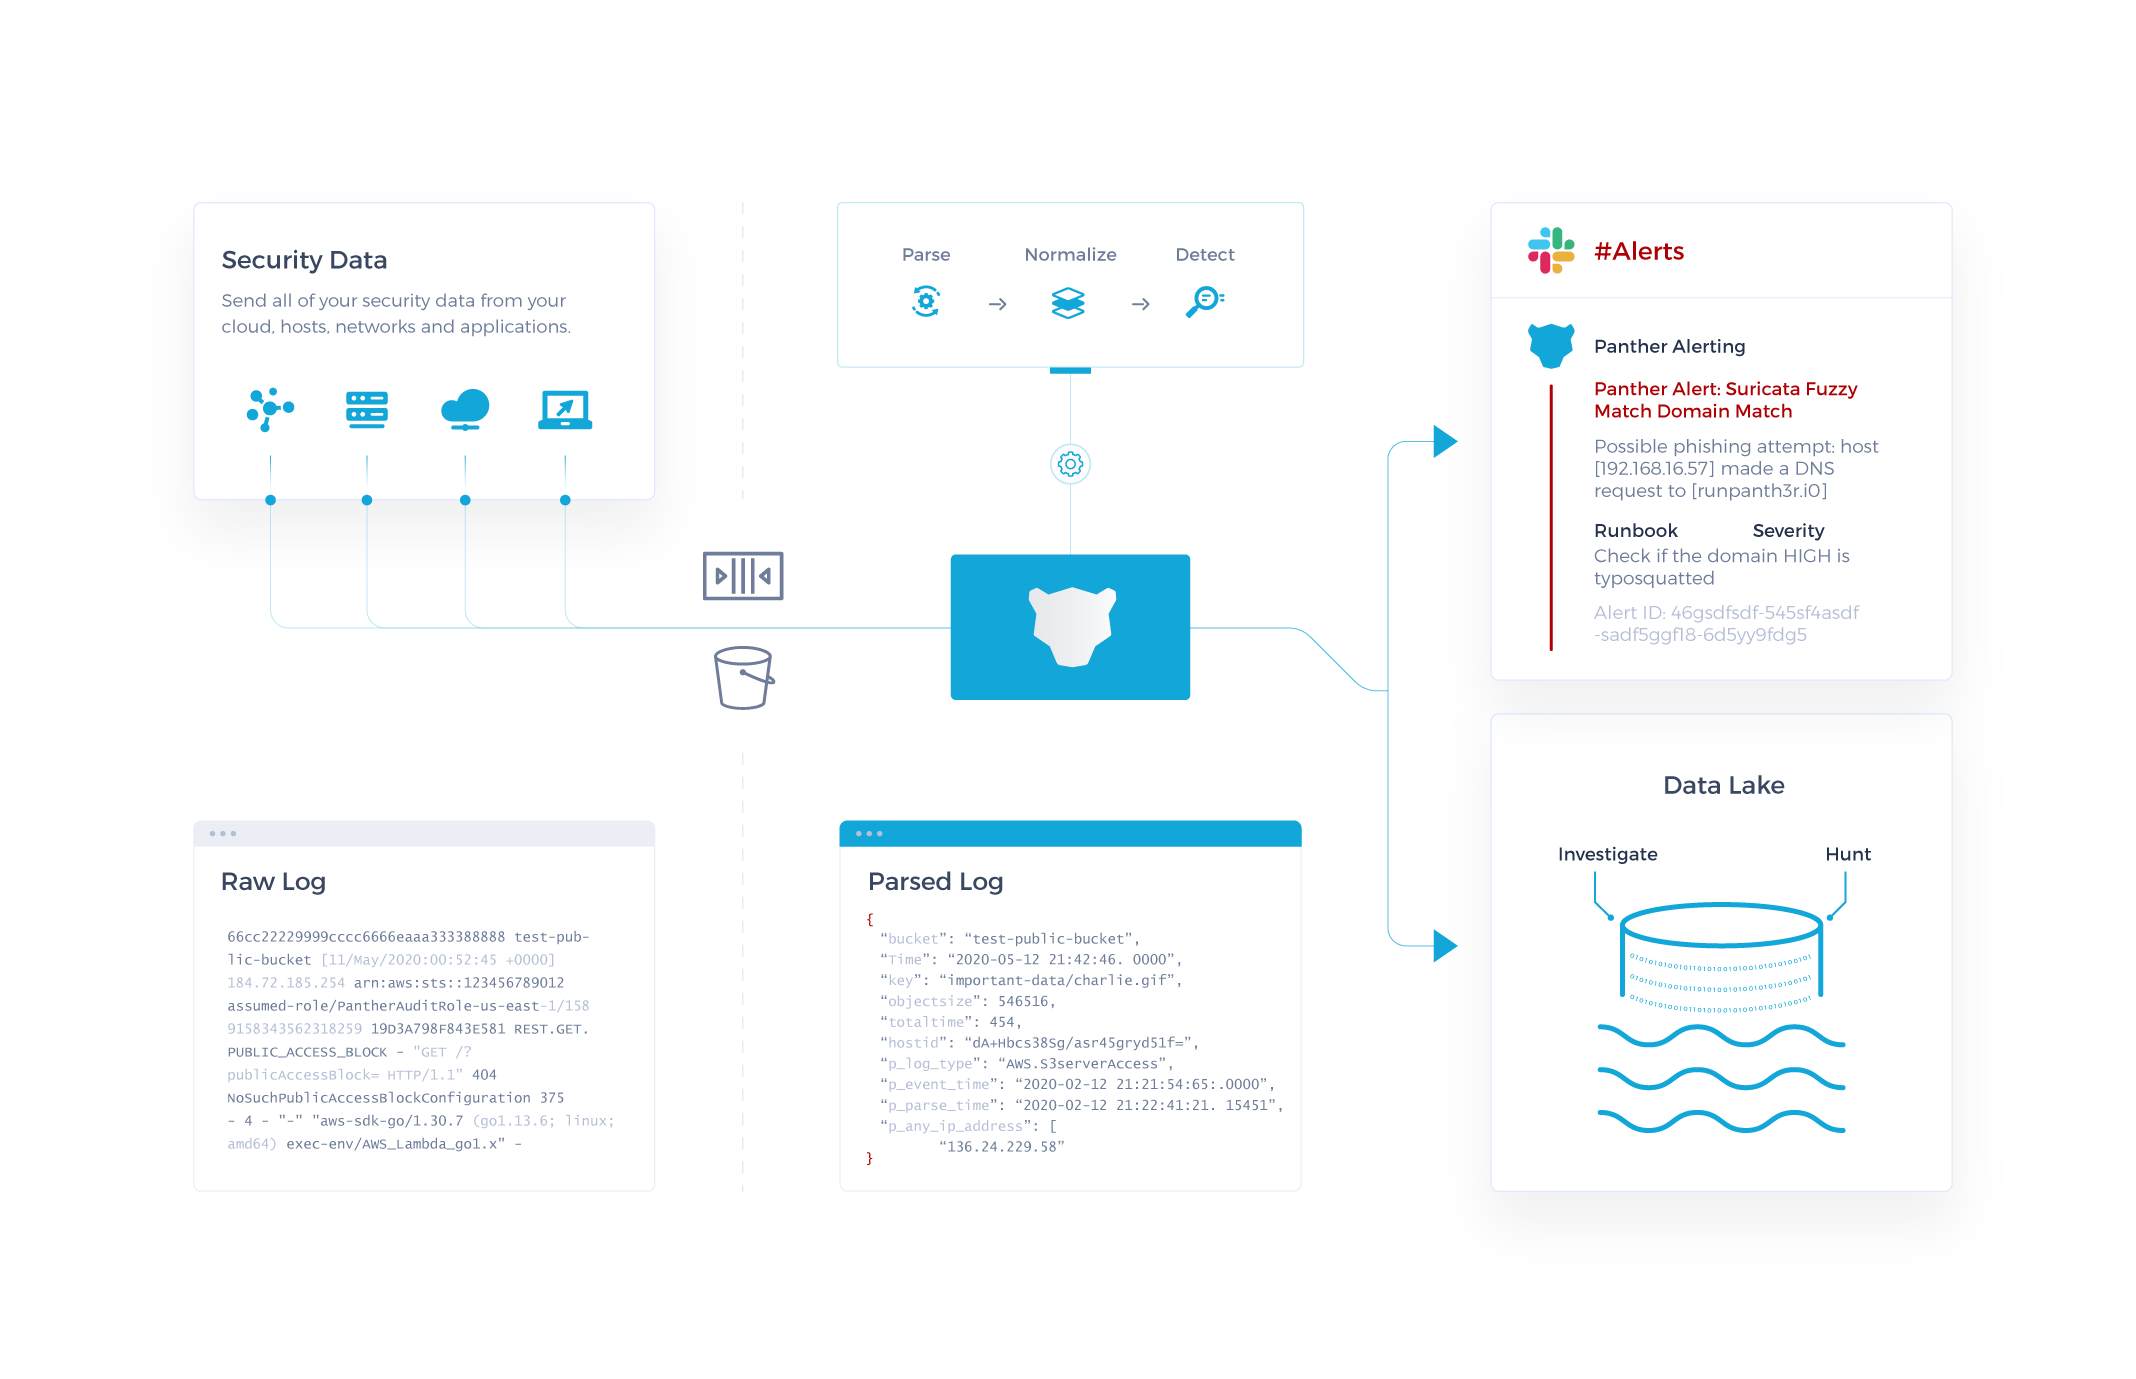 Security Data
Send all of your security data from your
cloud, hosts, networks and applications.
Parse
Normalize
Detect
#Alerts
Panther Alerting
Panther Alert: Suricata Fuzzy
Match Domain Match
Possible phishing attempt: host
[192.168.16.57] made a DNS
request to [runpanth3r.i0]
Runbook Severity
Check if the domain HIGH is
typosquatted
Alert ID: 46gsdfsdf-545sf4asdf
-sadf5ggf18-6d5yy9fdg5
Raw Log
66cc22229999cccc6666eaaa333388888 test-pub-
lic-bucket [11/May/2020:00:52:45 +0000]
184.72.185.254 arn:aws:sts::123456789012
assumed-role/PantherAuditRole-us-east-1/158
9158343562318259 19D3A798F843E581 REST.GET.
PUBLIC_ACCESS_BLOCK - "GET /?
publicAccessBlock= HTTP/1.1" 404
NoSuchPublicAccessBlockConfiguration 375
- 4 - "-" "aws-sdk-go/1.30.7 (go1.13.6; linux;
amd64) exec-env/AWS_Lambda_go1.x" -
Parsed Log
{
“bucket”: “test-public-bucket”,
“Time”: “2020-05-12 21:42:46. 0000”,
“key”: “important-data/charlie.gif”,
“objectsize”: 546516,
“totaltime”: 454,
“hostid”: “dA+Hbcs38Sg/asr45gryd51f=”,
“p_log_type”: “AWS.S3serverAccess”,
“p_event_time”: “2020-02-12 21:21:54:65:.0000”,
“p_parse_time”: “2020-02-12 21:22:41:21. 15451”,
“p_any_ip_address”: [
“136.24.229.58”
}
Data Lake
Investigate
Hunt